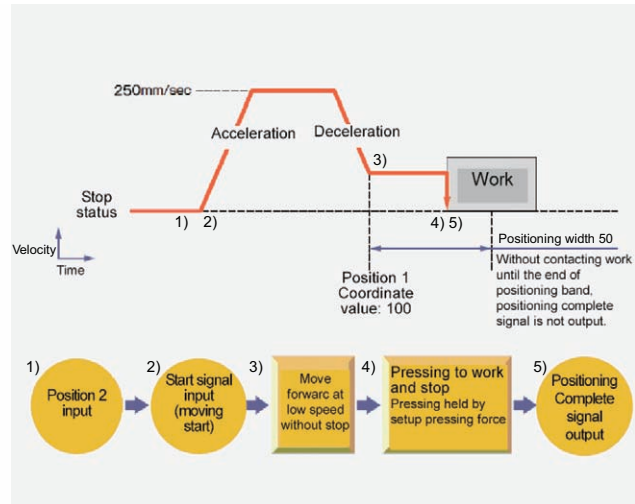 250mm/sec
Acceleration
Deceleration
3)
Work
Stop
status
1)
2)
4) 5)
Velocity
Time
Positioning width 50
Without contacting work
until the end of
positioning band,
positioning complete
signal is not output.
Position 1
Coordinate
value: 100
1)
Position 2
input
2)
Start signal
input
(moving
start)
3)
Move
forwarc at
low speed
without stop
4)
Pressing to work
and stop
Pressing held by
setup pressing force
5)
Positioning
Complete
signal
output